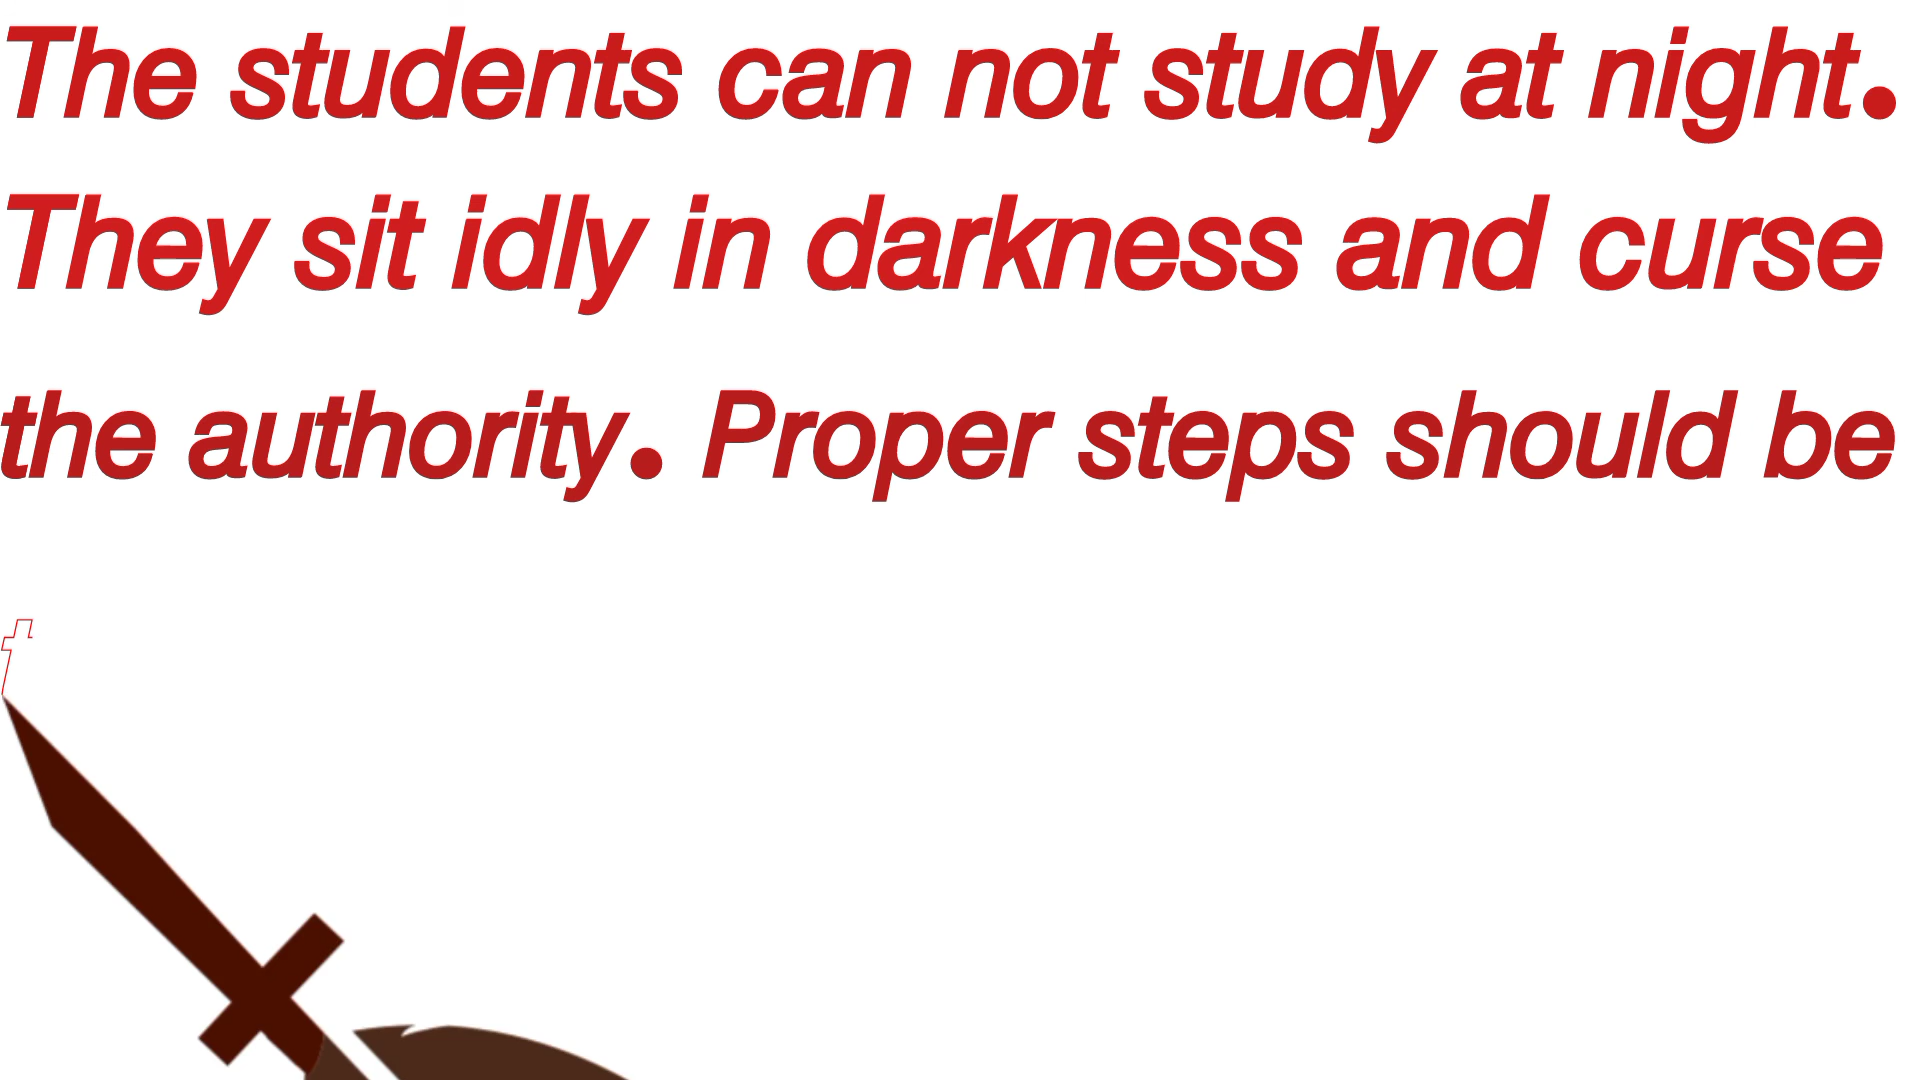 The students can not study at night.
They sit idly in darkness and curse
the authority. Proper steps should be
t